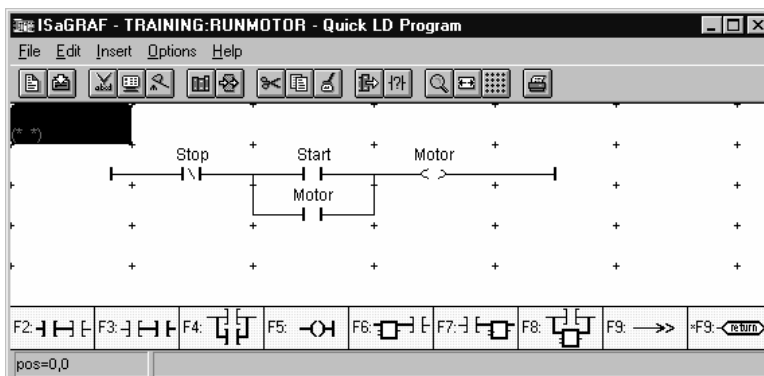 ISaGRAF - TRAINING:RUNMOTOR - Quick LD Program
File Edit Insert Options Help
(* *)
Stop Start Motor
Motor
F2: F3: F4: F5: F6: F7: F8: F9: *F9: return
pos=0,0